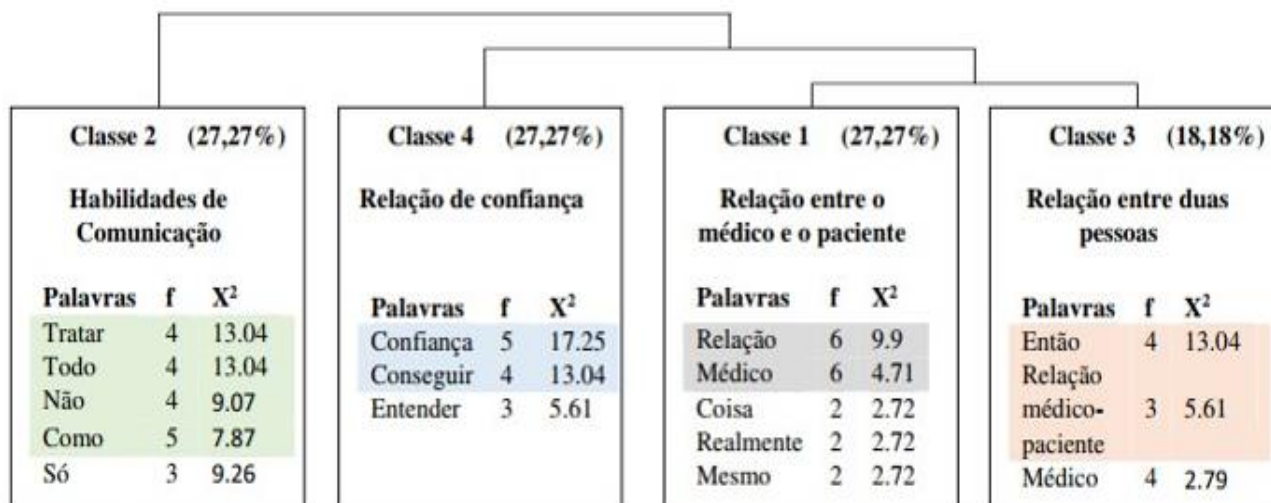 Classe 2 (27,27%)
Habilidades de
Comunicação
Palavras f X²
Tratar 4 13.04
Todo 4 13.04
Não 4 9.07
Como 5 7.87
Só 3 9.26
Classe 4 (27,27%)
Relação de confiança
Palavras f X²
Confiança 5 17.25
Conseguir 4 13.04
Entender 3 5.61
Classe 1 (27,27%)
Relação entre o
médico e o paciente
Palavras f X²
Relação 6 9.9
Médico 6 4.71
Coisa 2 2.72
Realmente 2 2.72
Mesmo 2 2.72
Classe 3 (18,18%)
Relação entre duas
pessoas
Palavras f X²
Então 4 13.04
Relação
médico- 3 5.61
paciente
Médico 4 2.79